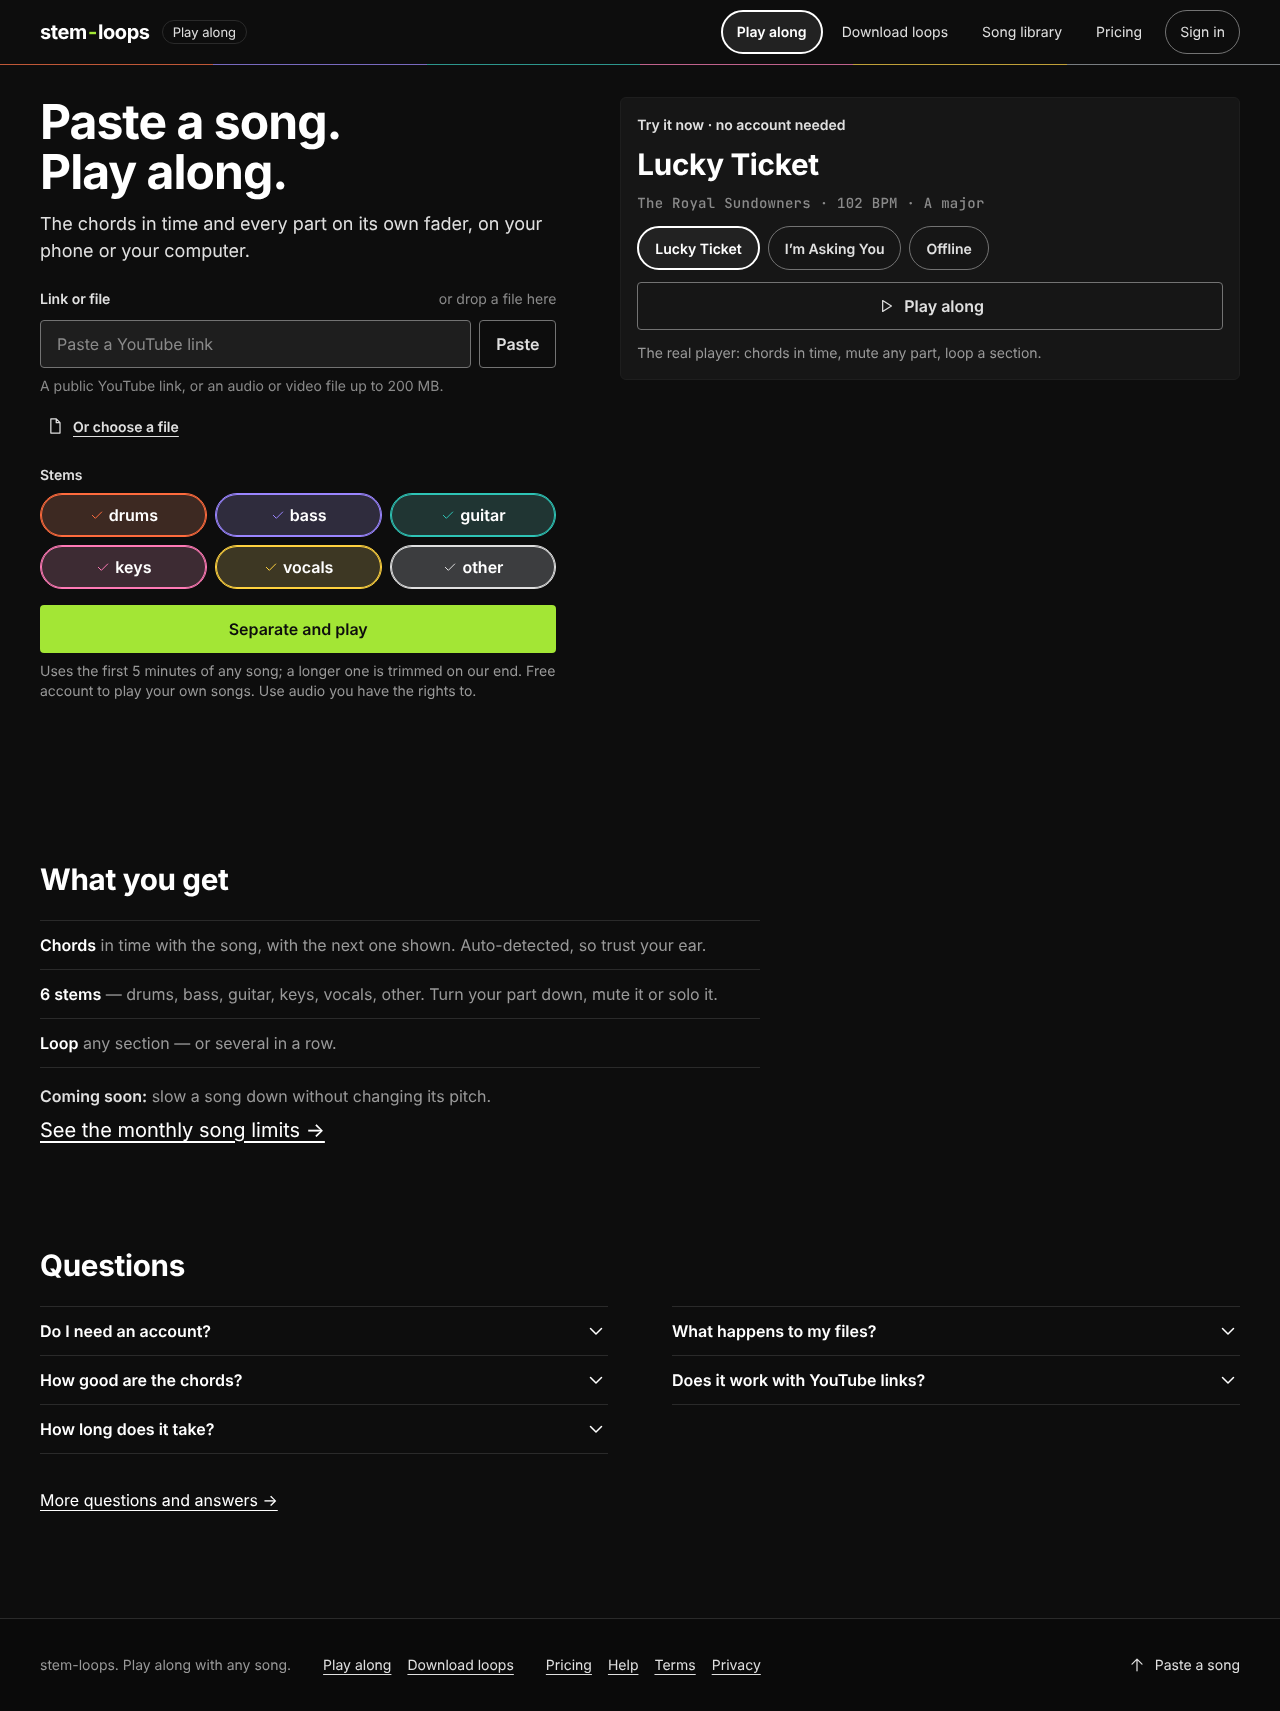 stem-loops Play along
Play along Download loops Song library Pricing Sign in
Paste a song.
Play along.
The chords in time and every part on its own fader, on your
phone or your computer.
Link or file
or drop a file here
Paste a YouTube link
Paste
A public YouTube link, or an audio or video file up to 200 MB.
Or choose a file
Stems
drums bass guitar
keys vocals other
Separate and play
Uses the first 5 minutes of any song; a longer one is trimmed on our end. Free
account to play your own songs. Use audio you have the rights to.
Try it now · no account needed
Lucky Ticket
The Royal Sundowners · 102 BPM · A major
Lucky Ticket I’m Asking You Offline
Play along
The real player: chords in time, mute any part, loop a section.
What you get
Chords in time with the song, with the next one shown. Auto-detected, so trust your ear.
6 stems — drums, bass, guitar, keys, vocals, other. Turn your part down, mute it or solo it.
Loop any section — or several in a row.
Coming soon: slow a song down without changing its pitch.
See the monthly song limits →
Questions
Do I need an account?
How good are the chords?
How long does it take?
What happens to my files?
Does it work with YouTube links?
More questions and answers →
stem-loops. Play along with any song. Play along Download loops Pricing Help Terms Privacy
↑ Paste a song